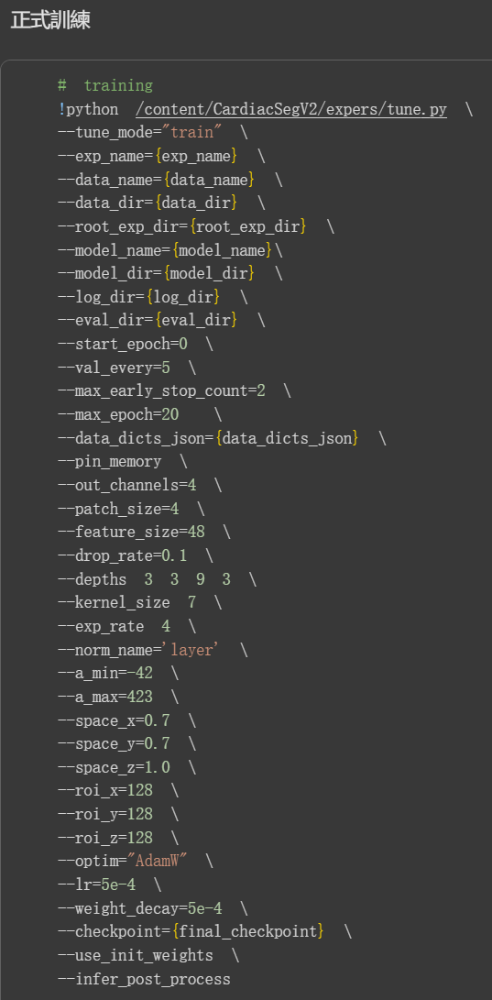 正式訓練
# training
!python /content/CardiacSegV2/expers/tune.py \
--tune_mode="train" \
--exp_name={exp_name} \
--data_name={data_name} \
--data_dir={data_dir} \
--root_exp_dir={root_exp_dir} \
--model_name={model_name}\
--model_dir={model_dir} \
--log_dir={log_dir} \
--eval_dir={eval_dir} \
--start_epoch=0 \
--val_every=5 \
--max_early_stop_count=2 \
--max_epoch=20 \
--data_dicts_json={data_dicts_json} \
--pin_memory \
--out_channels=4 \
--patch_size=4 \
--feature_size=48 \
--drop_rate=0.1 \
--depths 3 3 9 3 \
--kernel_size 7 \
--exp_rate 4 \
--norm_name='layer' \
--a_min=-42 \
--a_max=423 \
--space_x=0.7 \
--space_y=0.7 \
--space_z=1.0 \
--roi_x=128 \
--roi_y=128 \
--roi_z=128 \
--optim="AdamW" \
--lr=5e-4 \
--weight_decay=5e-4 \
--checkpoint={final_checkpoint} \
--use_init_weights \
--infer_post_process